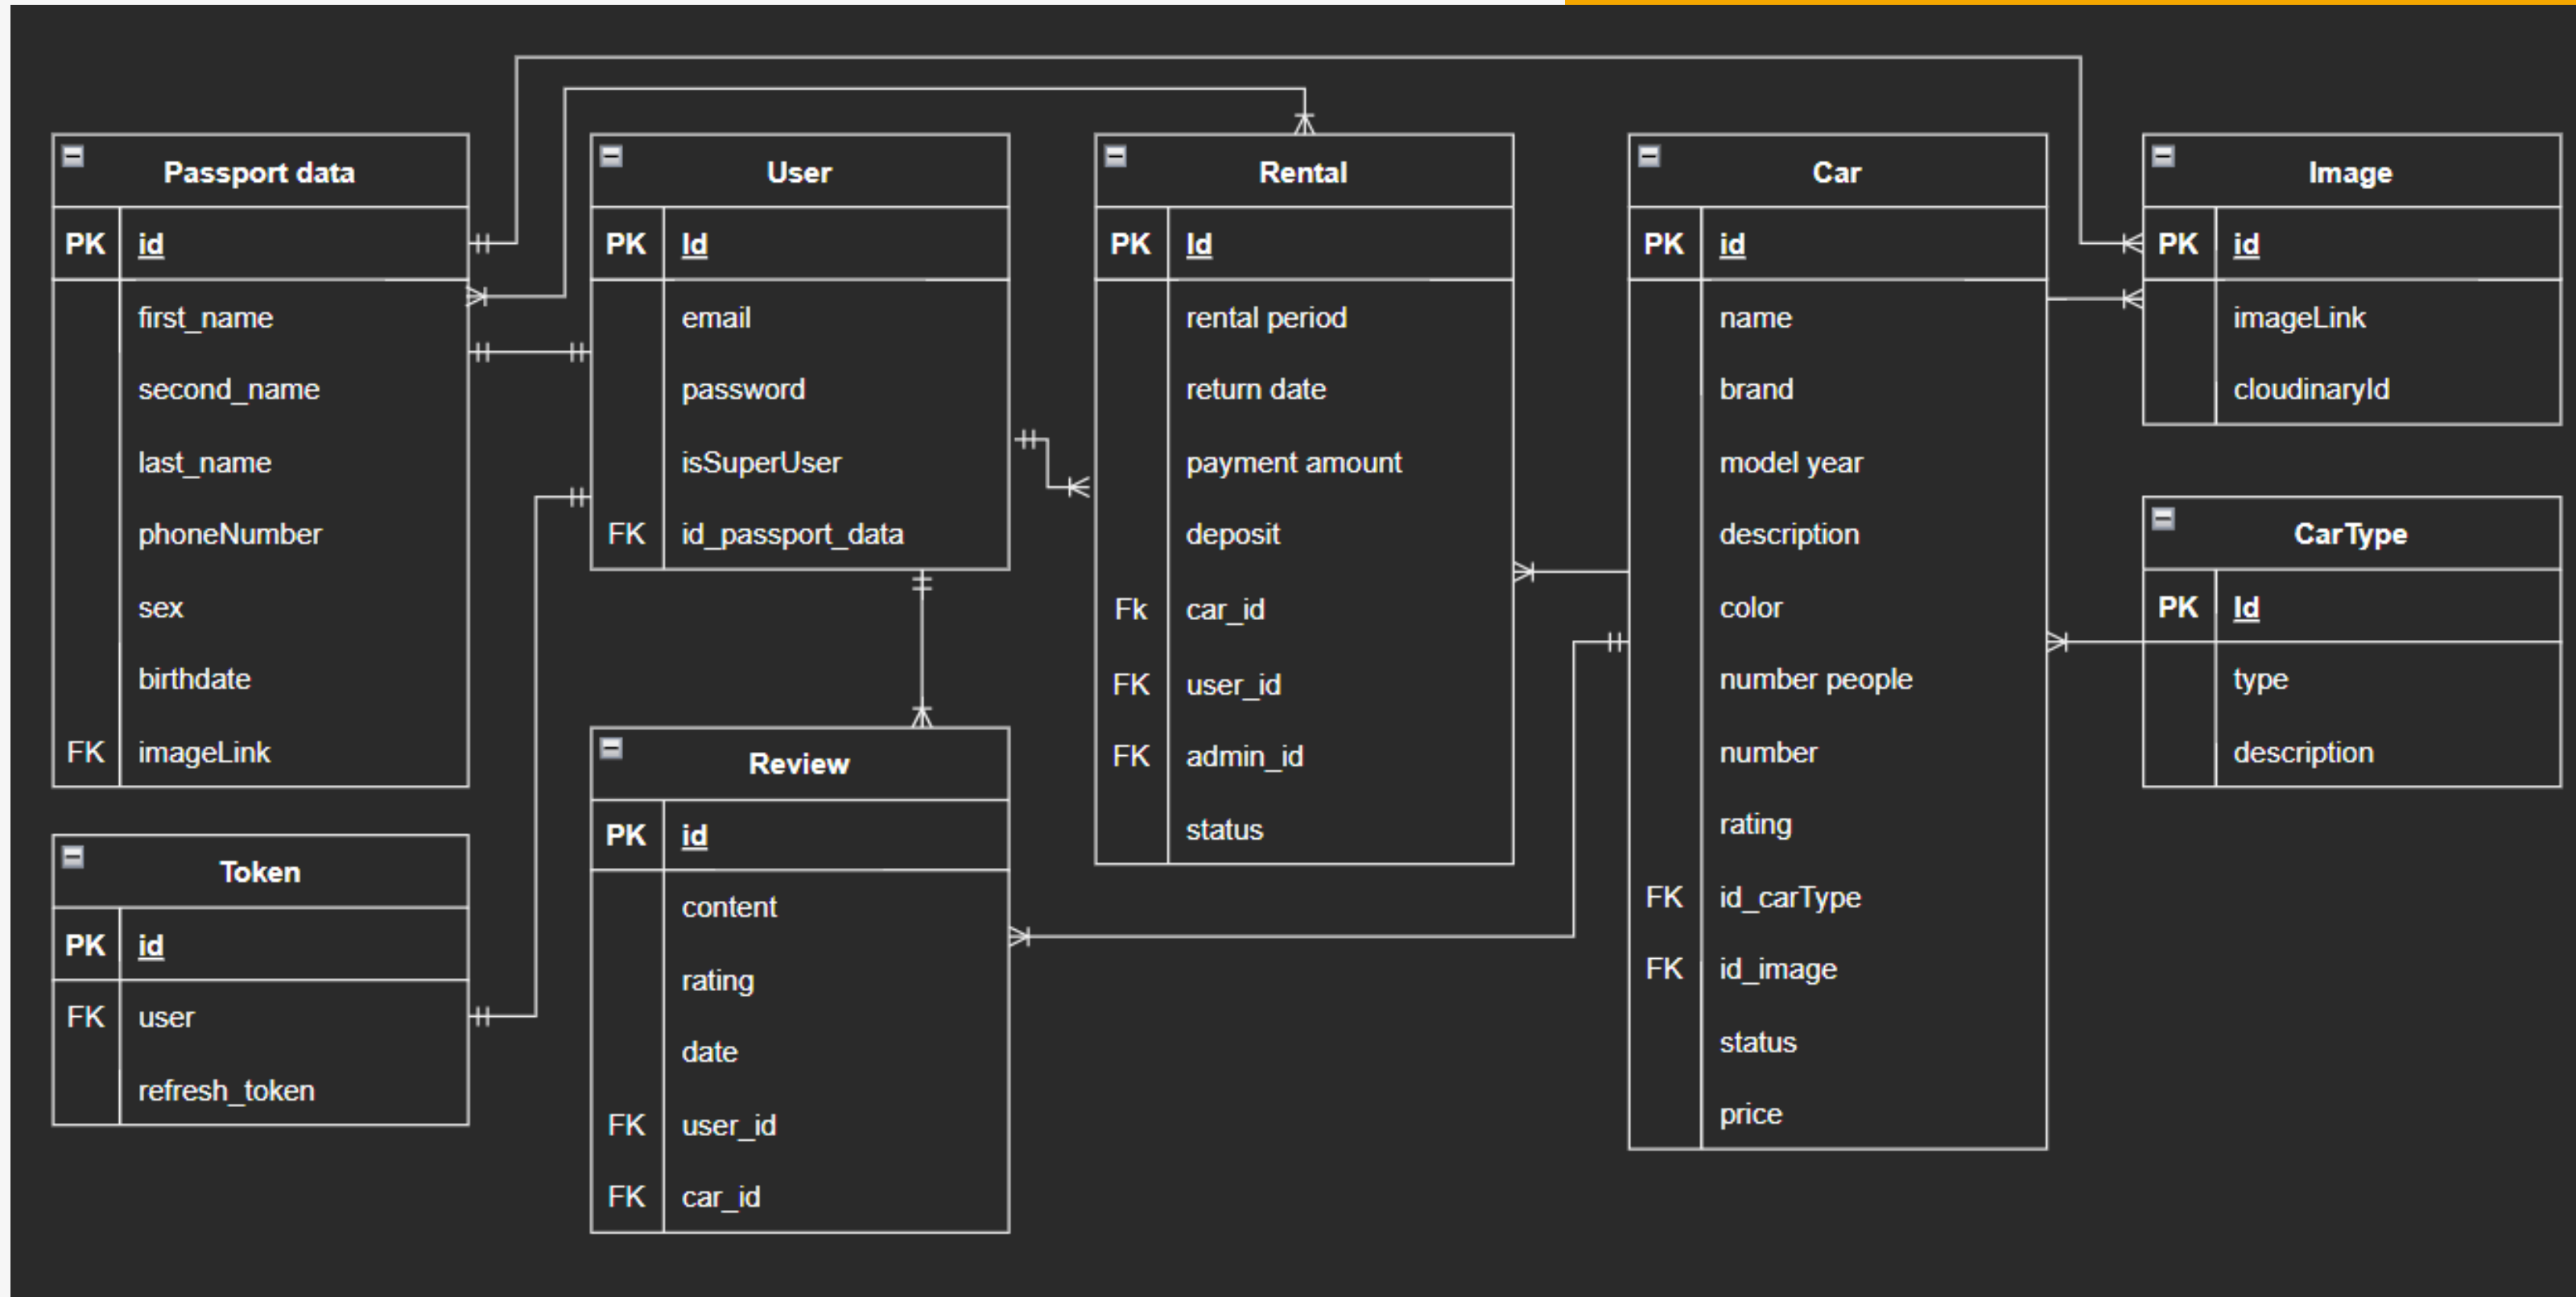 Passport data
PK id
first_name
second_name
last_name
phoneNumber
sex
birthdate
FK imageLink
User
PK Id
email
password
isSuperUser
FK id_passport_data
Rental
PK Id
rental period
return date
payment amount
deposit
Fk car_id
FK user_id
FK admin_id
status
Car
PK id
name
brand
model year
description
color
number people
number
rating
FK id_carType
FK id_image
status
price
Image
PK id
imageLink
cloudinaryId
CarType
PK Id
type
description
Token
PK id
FK user
refresh_token
Review
PK id
content
rating
date
FK user_id
FK car_id